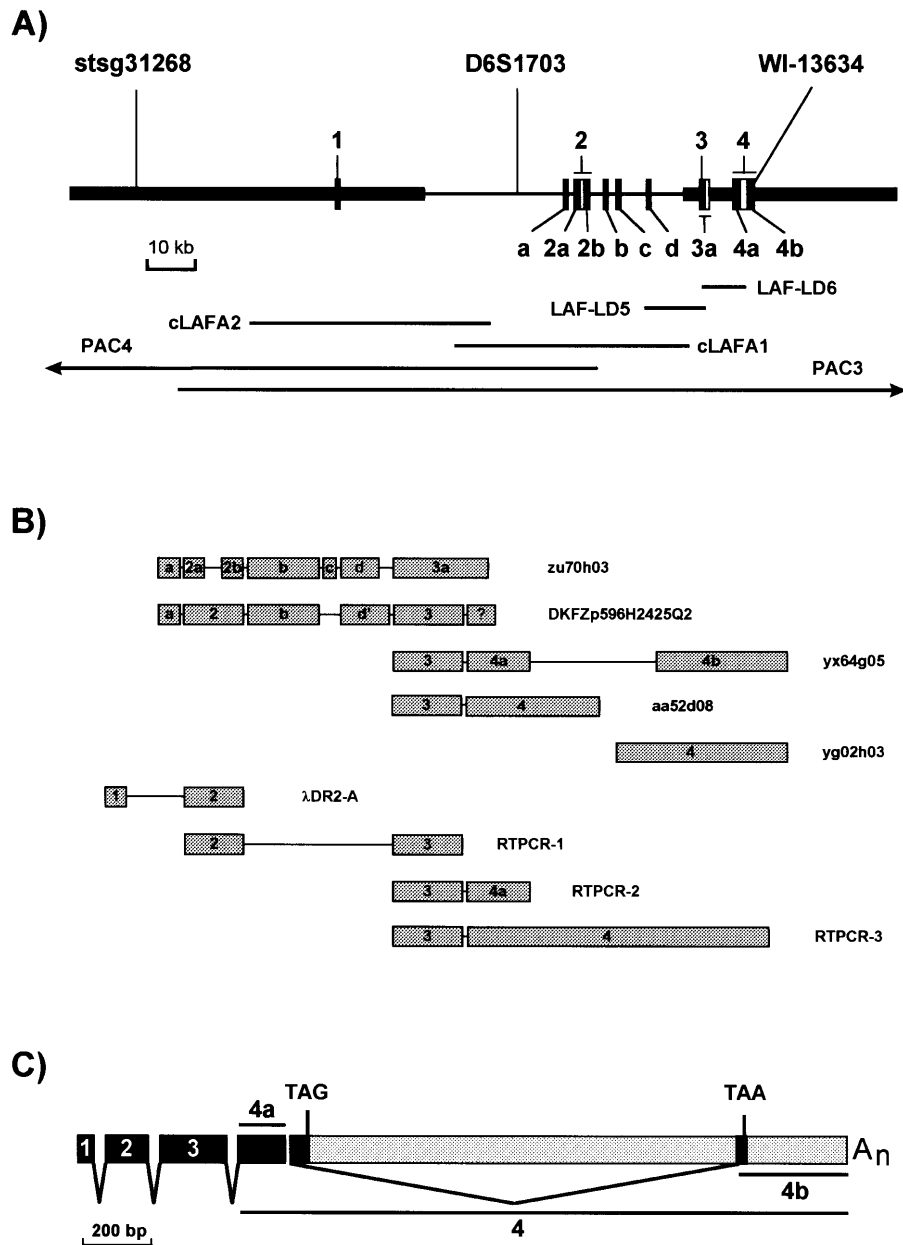 A)
stsg31268 D6S1703 WI-13634
1 2 3 4
a 2a 2b b c d 3a 4a 4b
10 kb
LAF-LD6
LAF-LD5
cLAFA2
cLAFA1
PAC4
PAC3
B)
a 2a 2b b c d 3a zu70h03
a 2 b d' 3 ? DKFZp596H2425Q2
3 4a 4b yx64g05
3 4 aa52d08
4 yg02h03
1 2 λDR2-A
2 3 RTPCR-1
3 4a RTPCR-2
3 4 RTPCR-3
C)
TAG TAA
4a
1 2 3 An
4b
200 bp 4